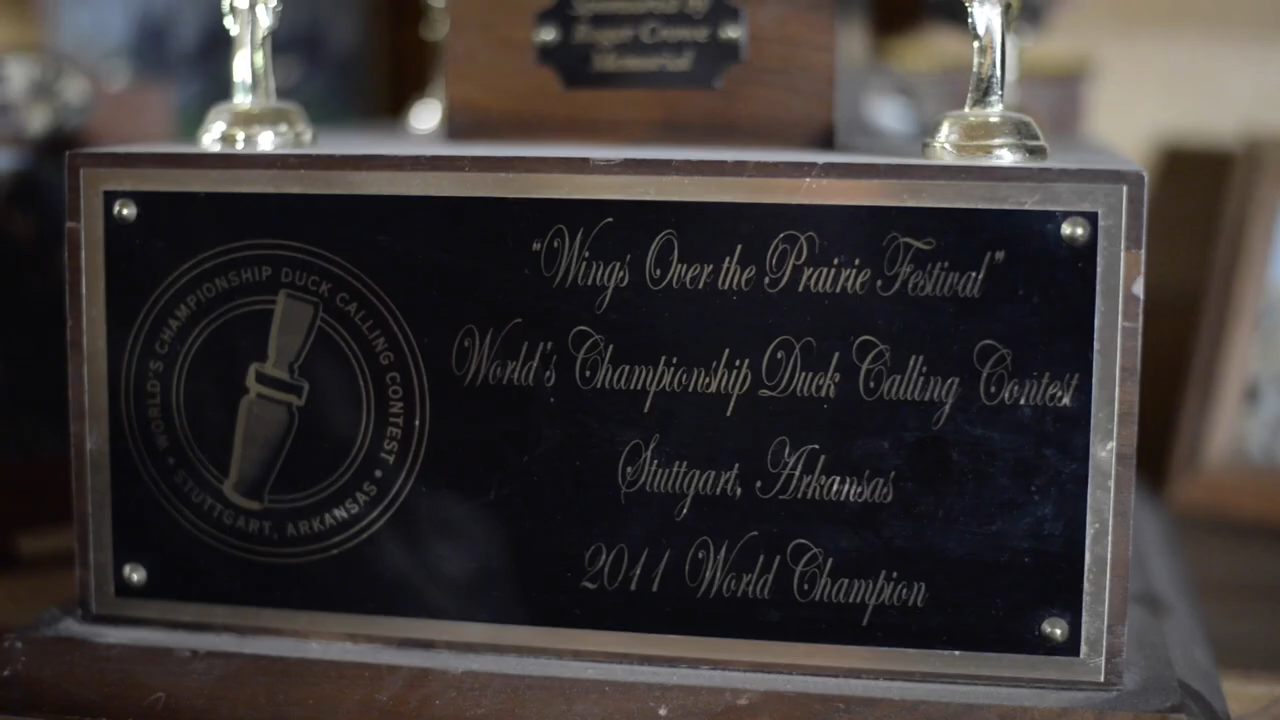 Memorial
"Wings Over the Prairie Festival"
World's Championship Duck Calling Contest
Stuttgart, Arkansas
2011 World Champion
WORLD'S CHAMPIONSHIP DUCK CALLING CONTEST
• STUTTGART, ARKANSAS •